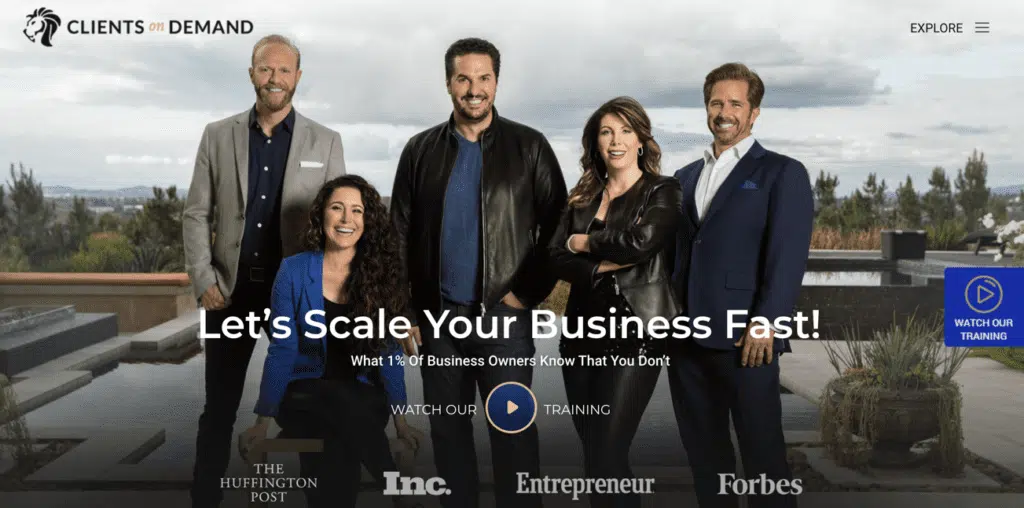 CLIENTS on DEMAND
EXPLORE
Let's Scale Your Business Fast!
What 1% Of Business Owners Know That You Don't
WATCH OUR TRAINING
WATCH OUR
TRAINING
THE
HUFFINGTON
POST
Inc.
Entrepreneur
Forbes